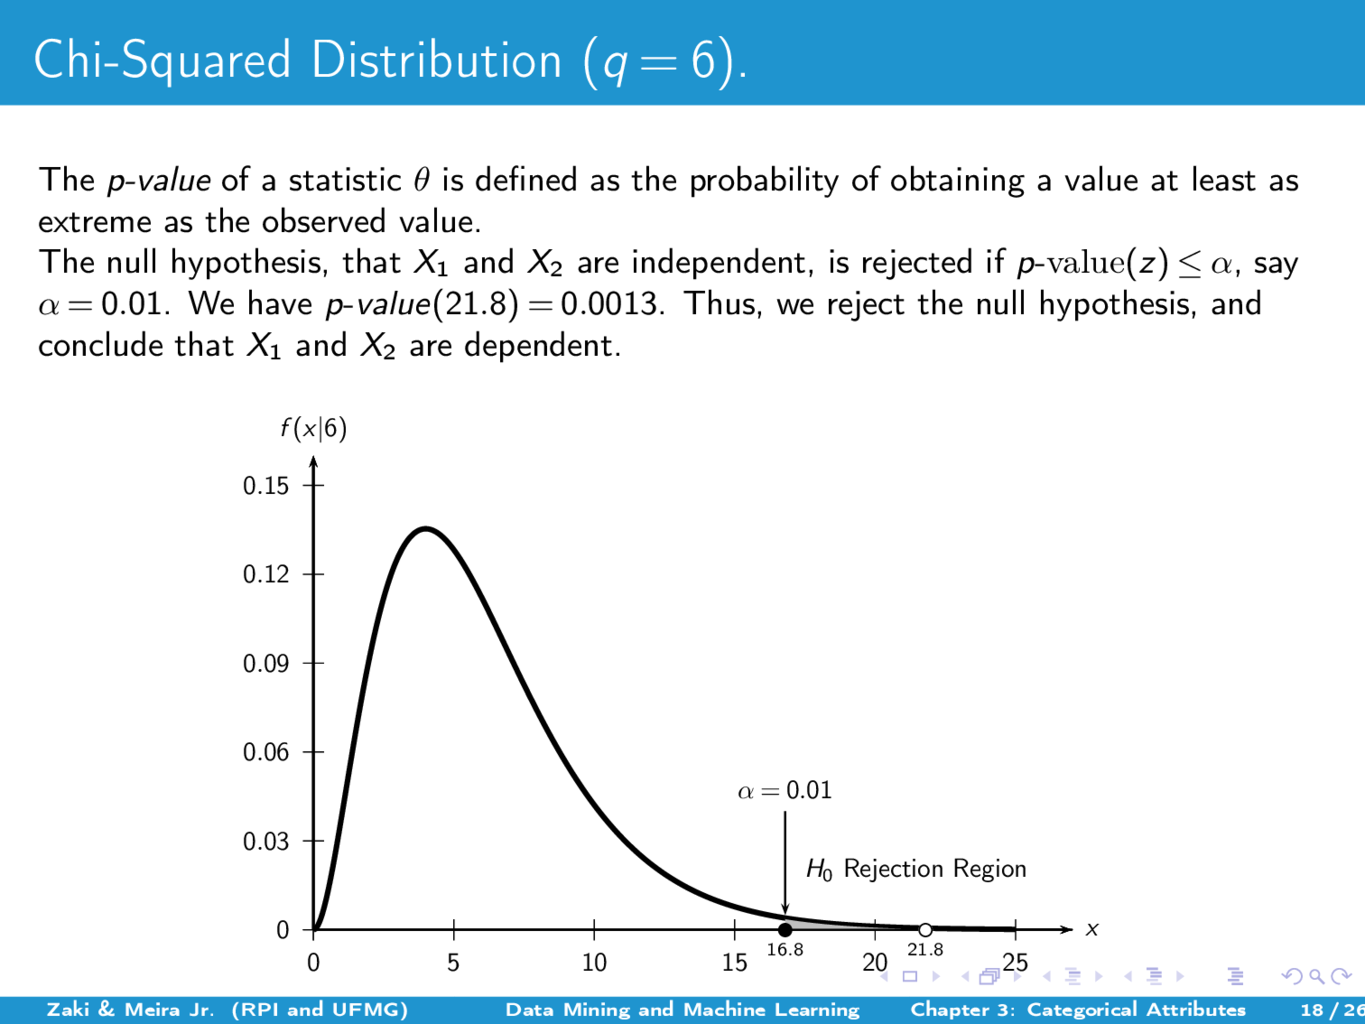 Chi-Squared Distribution (q = 6).
The p-value of a statistic θ is defined as the probability of obtaining a value at least as
extreme as the observed value.
The null hypothesis, that X₁ and X₂ are independent, is rejected if p-value(z) ≤ α, say
α = 0.01. We have p-value(21.8) = 0.0013. Thus, we reject the null hypothesis, and
conclude that X₁ and X₂ are dependent.
f(x|6)
0.15
0.12
0.09
0.06
0.03
0
α = 0.01
H₀ Rejection Region
x
16.8
21.8
0 5 10 15 20 25
Zaki & Meira Jr. (RPI and UFMG) Data Mining and Machine Learning Chapter 3: Categorical Attributes 18 / 26